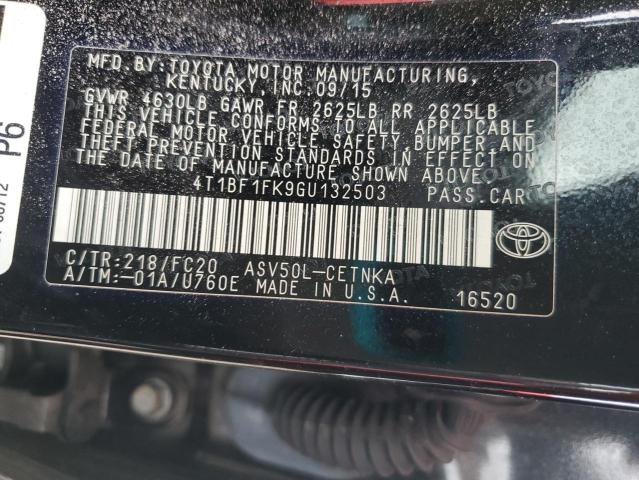 MFD.BY:TOYOTA MOTOR MANUFACTURING,
KENTUCKY,INC.09/15
GVWR 4630LB GAWR FR 2625LB RR 2625LB
THIS VEHICLE CONFORMS TO ALL APPLICABLE
FEDERAL MOTOR VEHICLE SAFETY,BUMPER,AND
THEFT PREVENTION STANDARDS IN EFFECT ON
THE DATE OF MANUFACTURE SHOWN ABOVE.
4T1BF1FK9GU132503 PASS.CAR
C/TR:218/FC20 ASV50L-CETNKA
A/TM:-01A/U760E MADE IN U.S.A. 16520
P6
TOYOTA